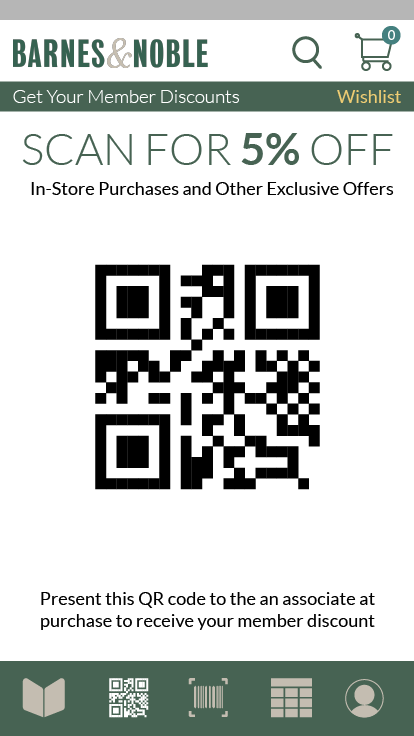 BARNES&NOBLE
0
Get Your Member Discounts
Wishlist
SCAN FOR 5% OFF
In-Store Purchases and Other Exclusive Offers
Present this QR code to the an associate at
purchase to receive your member discount